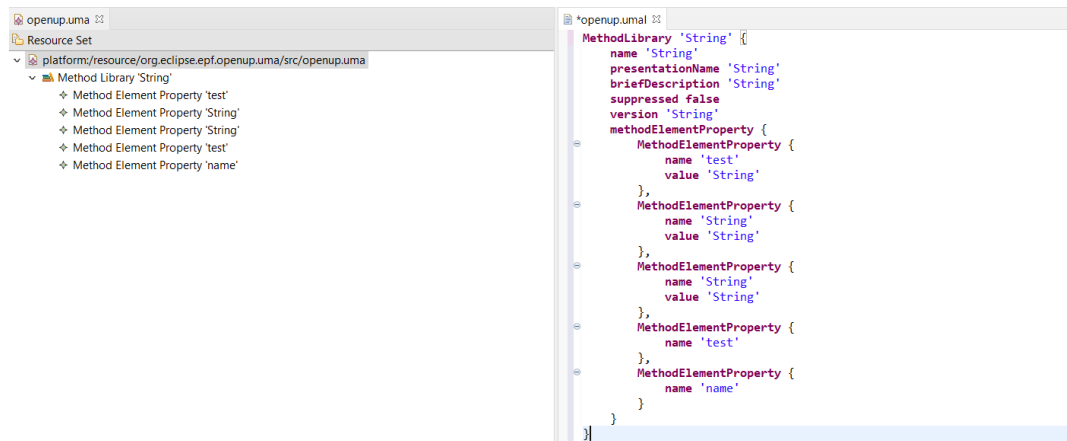 openup.uma
Resource Set
platform:/resource/org.eclipse.epf.openup.uma/src/openup.uma
Method Library 'String'
Method Element Property 'test'
Method Element Property 'String'
Method Element Property 'String'
Method Element Property 'test'
Method Element Property 'name'
*openup.umal
MethodLibrary 'String' {
name 'String'
presentationName 'String'
briefDescription 'String'
suppressed false
version 'String'
methodElementProperty {
MethodElementProperty {
name 'test'
value 'String'
},
MethodElementProperty {
name 'String'
value 'String'
},
MethodElementProperty {
name 'String'
value 'String'
},
MethodElementProperty {
name 'test'
},
MethodElementProperty {
name 'name'
}
}
}